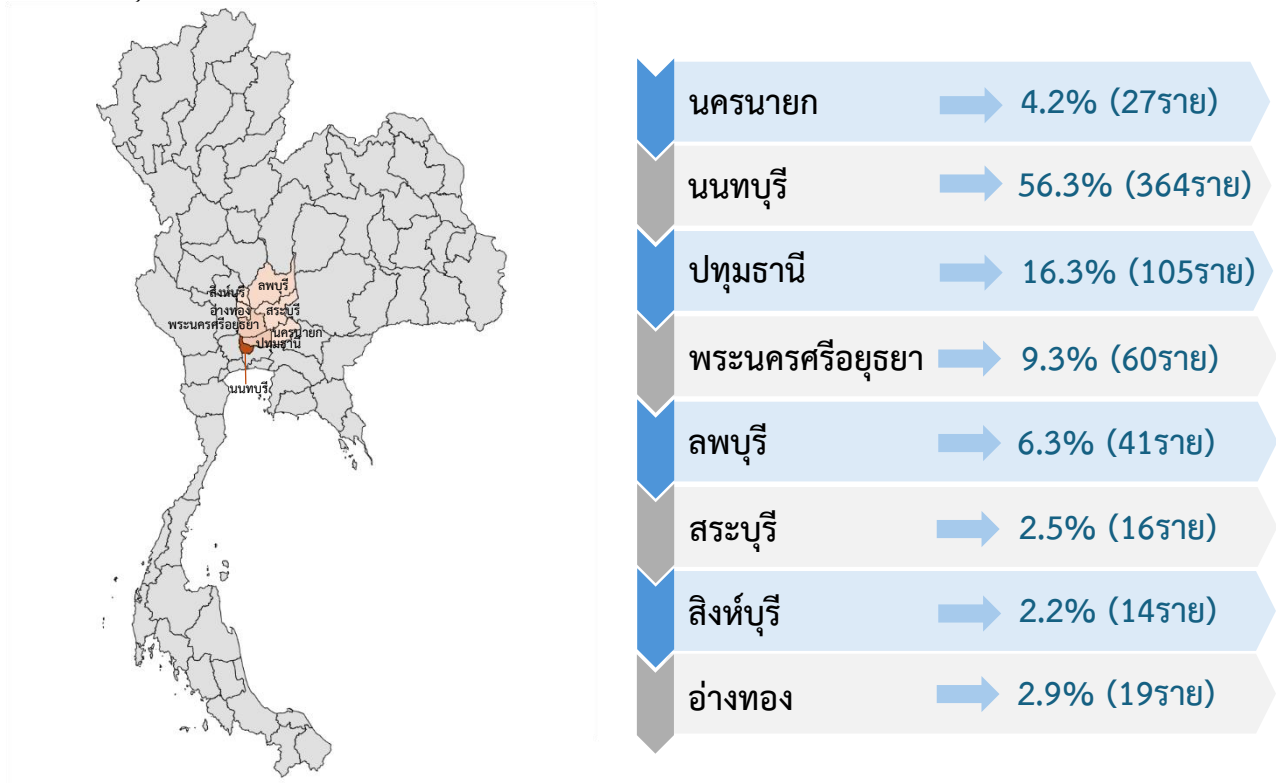 สิงห์บุรี
ลพบุรี
อ่างทอง
สระบุรี
พระนครศรีอยุธยา
นครนายก
ปทุมธานี
นนทบุรี
นครนายก 4.2% (27ราย)
นนทบุรี 56.3% (364ราย)
ปทุมธานี 16.3% (105ราย)
พระนครศรีอยุธยา 9.3% (60ราย)
ลพบุรี 6.3% (41ราย)
สระบุรี 2.5% (16ราย)
สิงห์บุรี 2.2% (14ราย)
อ่างทอง 2.9% (19ราย)